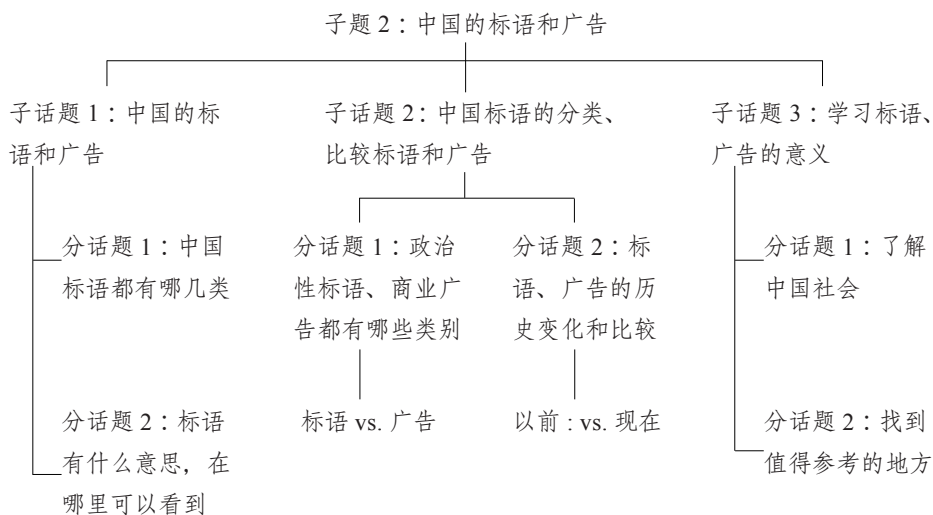 子题 2：中国的标语和广告
子话题 1：中国的标
语和广告
子话题 2：中国标语的分类、
比较标语和广告
子话题 3：学习标语、
广告的意义
分话题 1：中国
标语都有哪几类
分话题 1：政治
性标语、商业广
告都有哪些类别
分话题 2：标
语、广告的历
史变化和比较
分话题 1：了解
中国社会
分话题 2：标语
有什么意思，在
哪里可以看到
标语 vs. 广告
以前 : vs. 现在
分话题 2：找到
值得参考的地方